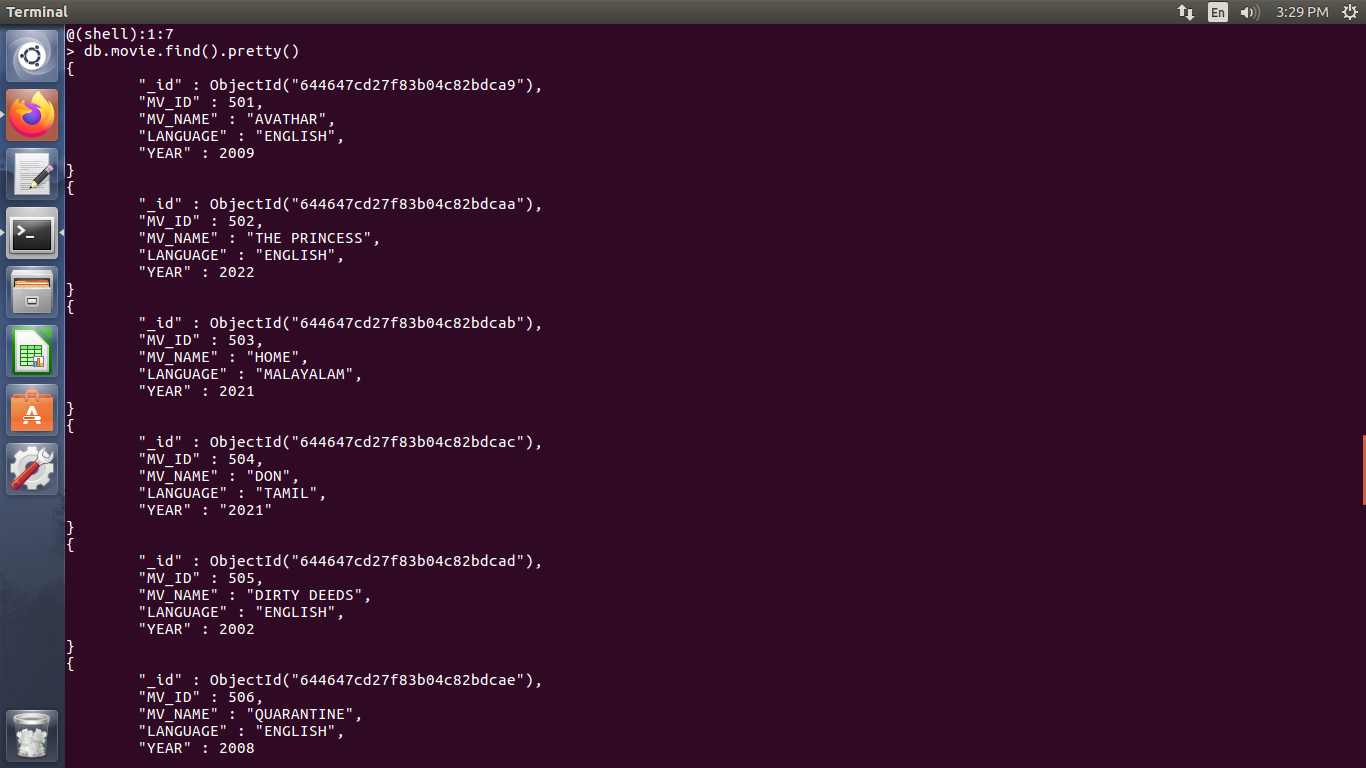 Terminal
En
3:29 PM
@(shell):1:7
> db.movie.find().pretty()
{
"_id" : ObjectId("644647cd27f83b04c82bdca9"),
"MV_ID" : 501,
"MV_NAME" : "AVATHAR",
"LANGUAGE" : "ENGLISH",
"YEAR" : 2009
}
{
"_id" : ObjectId("644647cd27f83b04c82bdcaa"),
"MV_ID" : 502,
"MV_NAME" : "THE PRINCESS",
"LANGUAGE" : "ENGLISH",
"YEAR" : 2022
}
{
"_id" : ObjectId("644647cd27f83b04c82bdcab"),
"MV_ID" : 503,
"MV_NAME" : "HOME",
"LANGUAGE" : "MALAYALAM",
"YEAR" : 2021
}
{
"_id" : ObjectId("644647cd27f83b04c82bdcac"),
"MV_ID" : 504,
"MV_NAME" : "DON",
"LANGUAGE" : "TAMIL",
"YEAR" : "2021"
}
{
"_id" : ObjectId("644647cd27f83b04c82bdcad"),
"MV_ID" : 505,
"MV_NAME" : "DIRTY DEEDS",
"LANGUAGE" : "ENGLISH",
"YEAR" : 2002
}
{
"_id" : ObjectId("644647cd27f83b04c82bdcae"),
"MV_ID" : 506,
"MV_NAME" : "QUARANTINE",
"LANGUAGE" : "ENGLISH",
"YEAR" : 2008